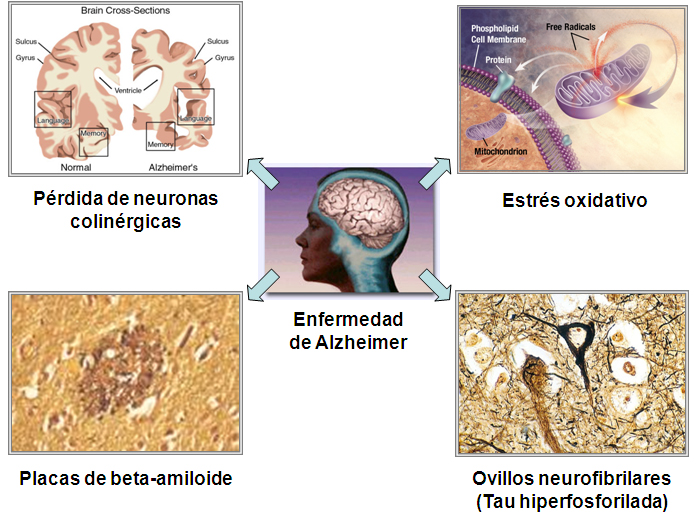 Brain Cross-Sections
Sulcus
Gyrus
Sulcus
Gyrus
Ventricle
Language
Language
Memory
Memory
Normal
Alzheimer's
Pérdida de neuronas
colinérgicas
Phospholipid
Cell Membrane
Free Radicals
Protein
Mitochondrion
Estrés oxidativo
Enfermedad
de Alzheimer
Placas de beta-amiloide
Ovillos neurofibrilares
(Tau hiperfosforilada)